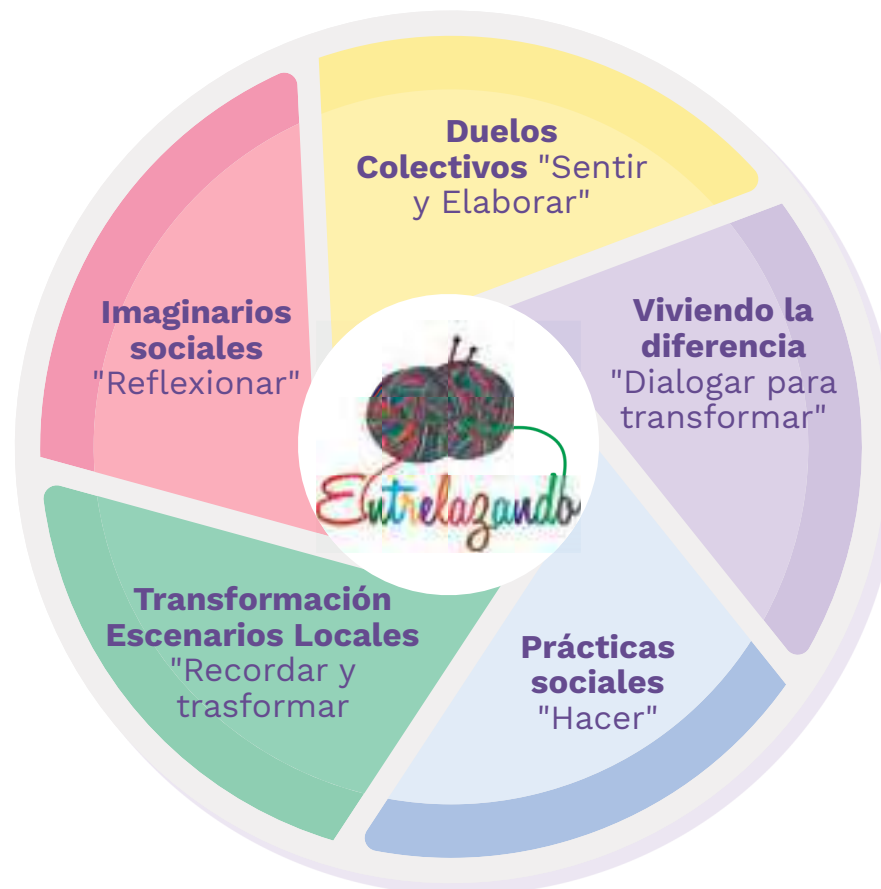 Duelos
Colectivos "Sentir
y Elaborar"
Viviendo la
diferencia
"Dialogar para
transformar"
Prácticas
sociales
"Hacer"
Transformación
Escenarios Locales
"Recordar y
trasformar
Imaginarios
sociales
"Reflexionar"
Entrelazando